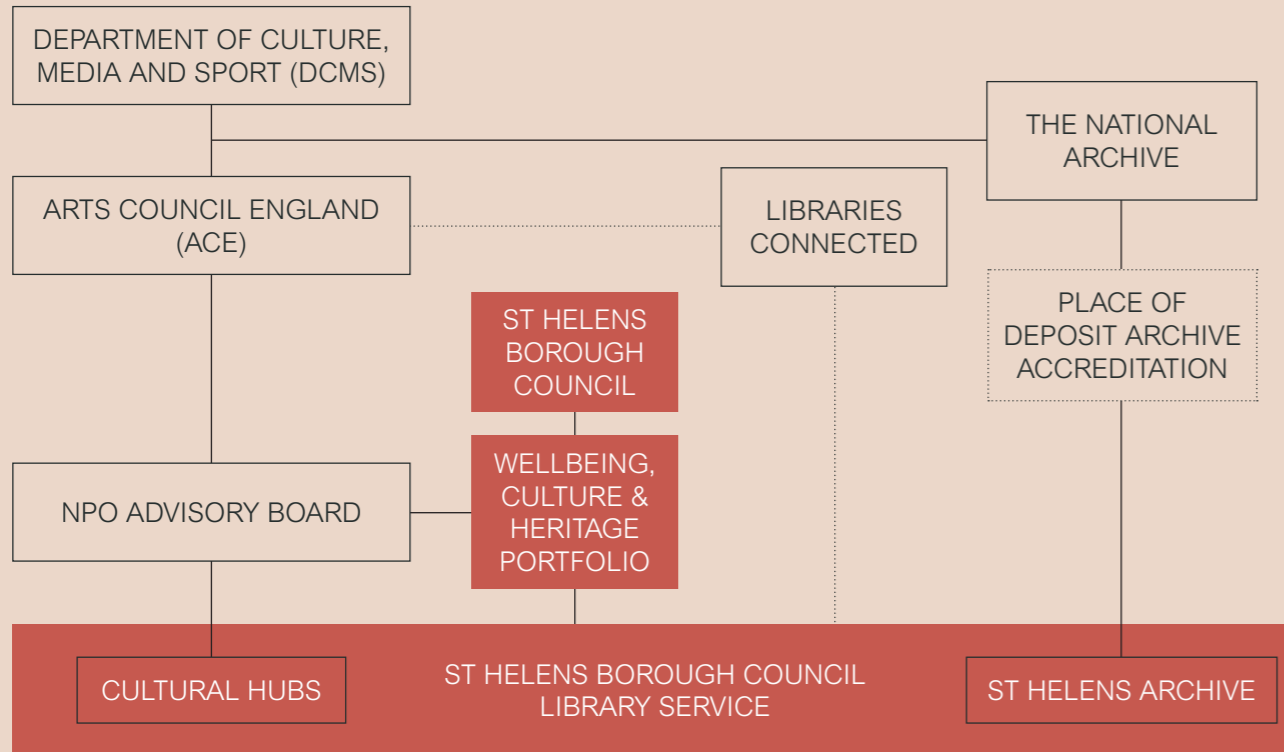 DEPARTMENT OF CULTURE,
MEDIA AND SPORT (DCMS)
THE NATIONAL
ARCHIVE
ARTS COUNCIL ENGLAND
(ACE)
LIBRARIES
CONNECTED
PLACE OF
DEPOSIT ARCHIVE
ACCREDITATION
ST HELENS
BOROUGH
COUNCIL
WELLBEING,
CULTURE &
HERITAGE
PORTFOLIO
NPO ADVISORY BOARD
CULTURAL HUBS
ST HELENS BOROUGH COUNCIL
LIBRARY SERVICE
ST HELENS ARCHIVE